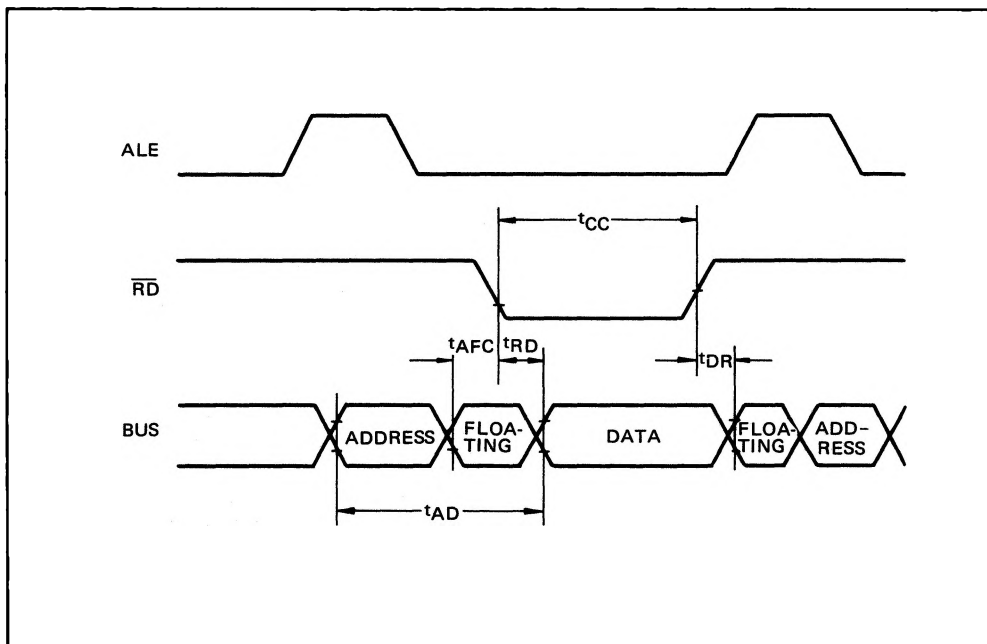 ALE
tCC
RD
tAFC tRD
tDR
BUS
ADDRESS
FLOA-
TING
DATA
FLOA-
TING
ADD-
RESS
tAD